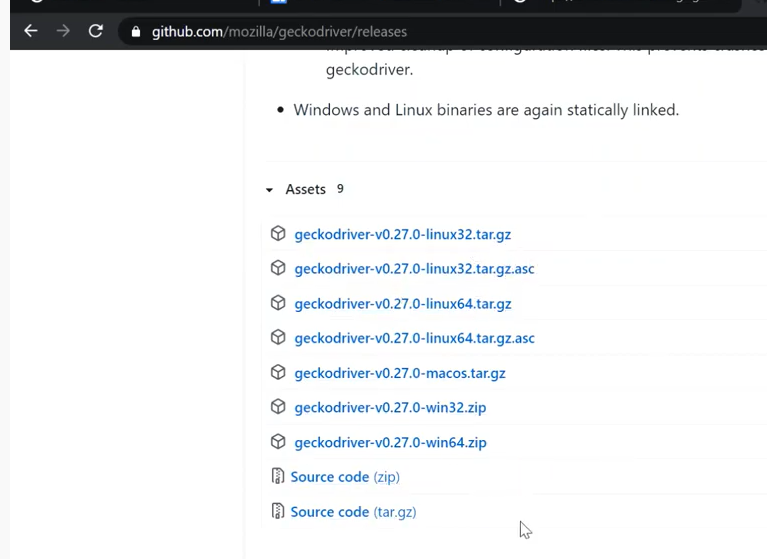 github.com/mozilla/geckodriver/releases
geckodriver.
Windows and Linux binaries are again statically linked.
Assets 9
geckodriver-v0.27.0-linux32.tar.gz
geckodriver-v0.27.0-linux32.tar.gz.asc
geckodriver-v0.27.0-linux64.tar.gz
geckodriver-v0.27.0-linux64.tar.gz.asc
geckodriver-v0.27.0-macos.tar.gz
geckodriver-v0.27.0-win32.zip
geckodriver-v0.27.0-win64.zip
Source code (zip)
Source code (tar.gz)